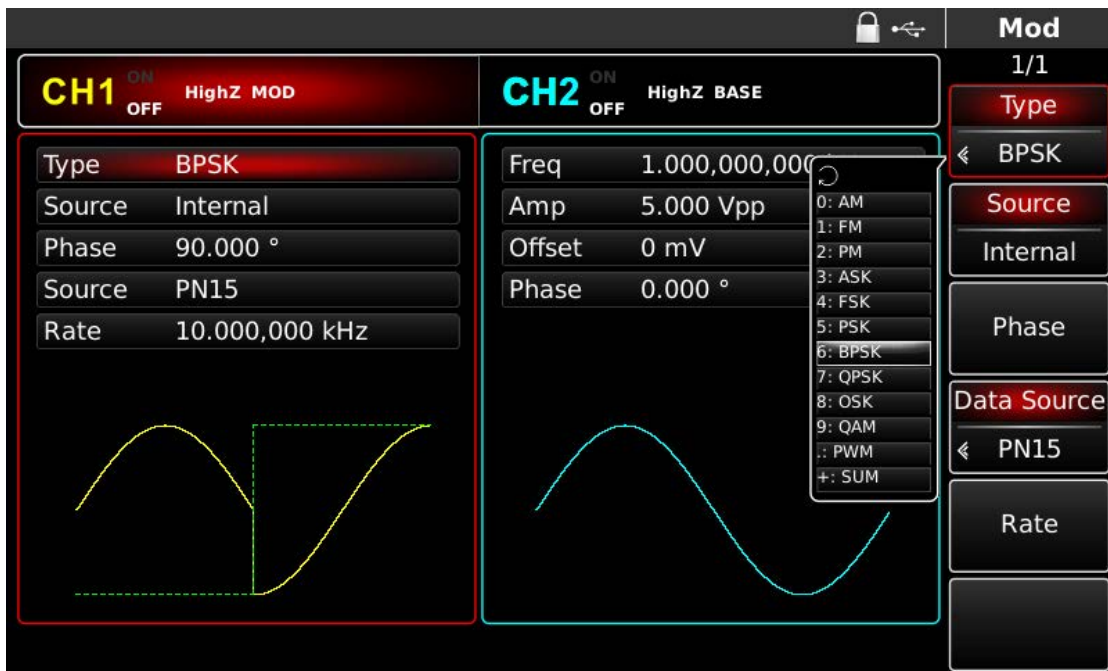 Mod
1/1
CH1 ON OFF HighZ MOD
CH2 ON OFF HighZ BASE
Type BPSK
Source Internal
Phase 90.000 °
Source PN15
Rate 10.000,000 kHz
Freq 1.000,000,000
Amp 5.000 Vpp
Offset 0 mV
Phase 0.000 °
0: AM
1: FM
2: PM
3: ASK
4: FSK
5: PSK
6: BPSK
7: QPSK
8: OSK
9: QAM
.: PWM
+: SUM
Type
BPSK
Source
Internal
Phase
Data Source
PN15
Rate